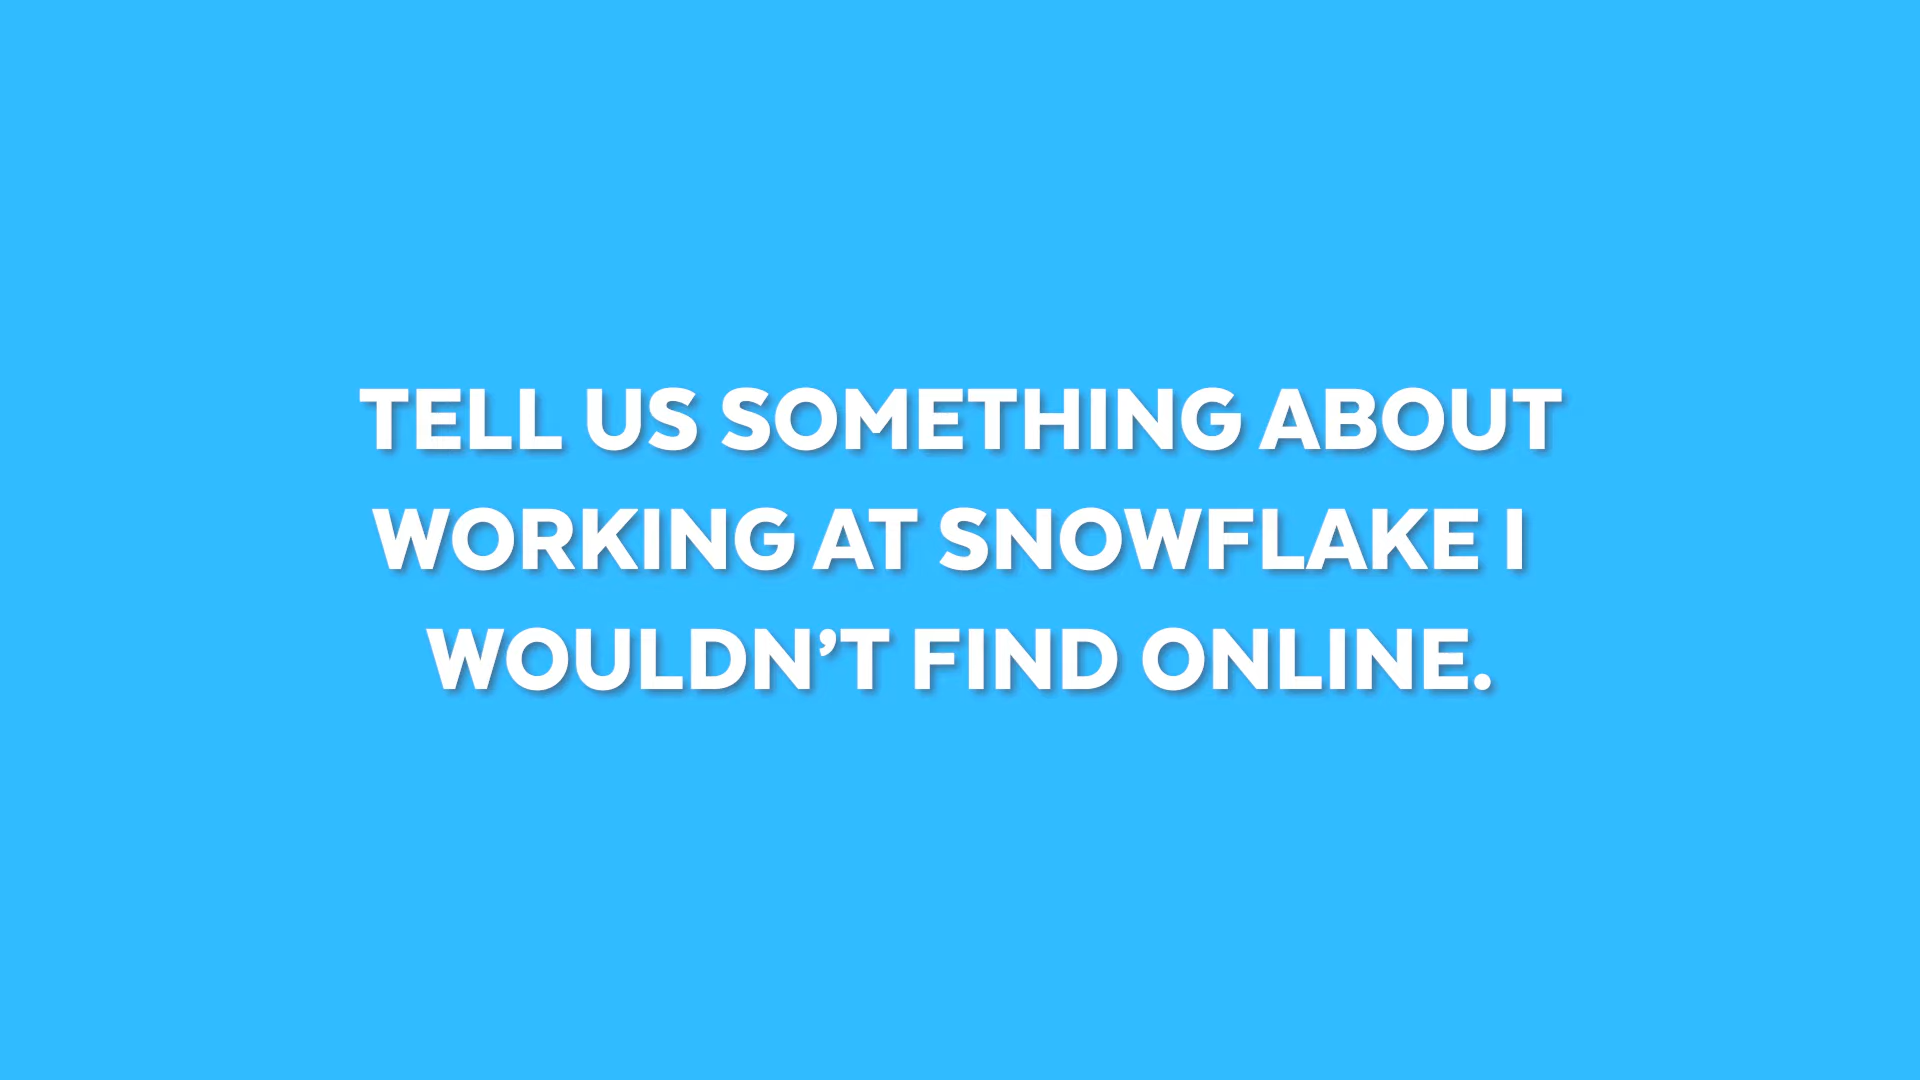 TELL US SOMETHING ABOUT
WORKING AT SNOWFLAKE I
WOULDN’T FIND ONLINE.